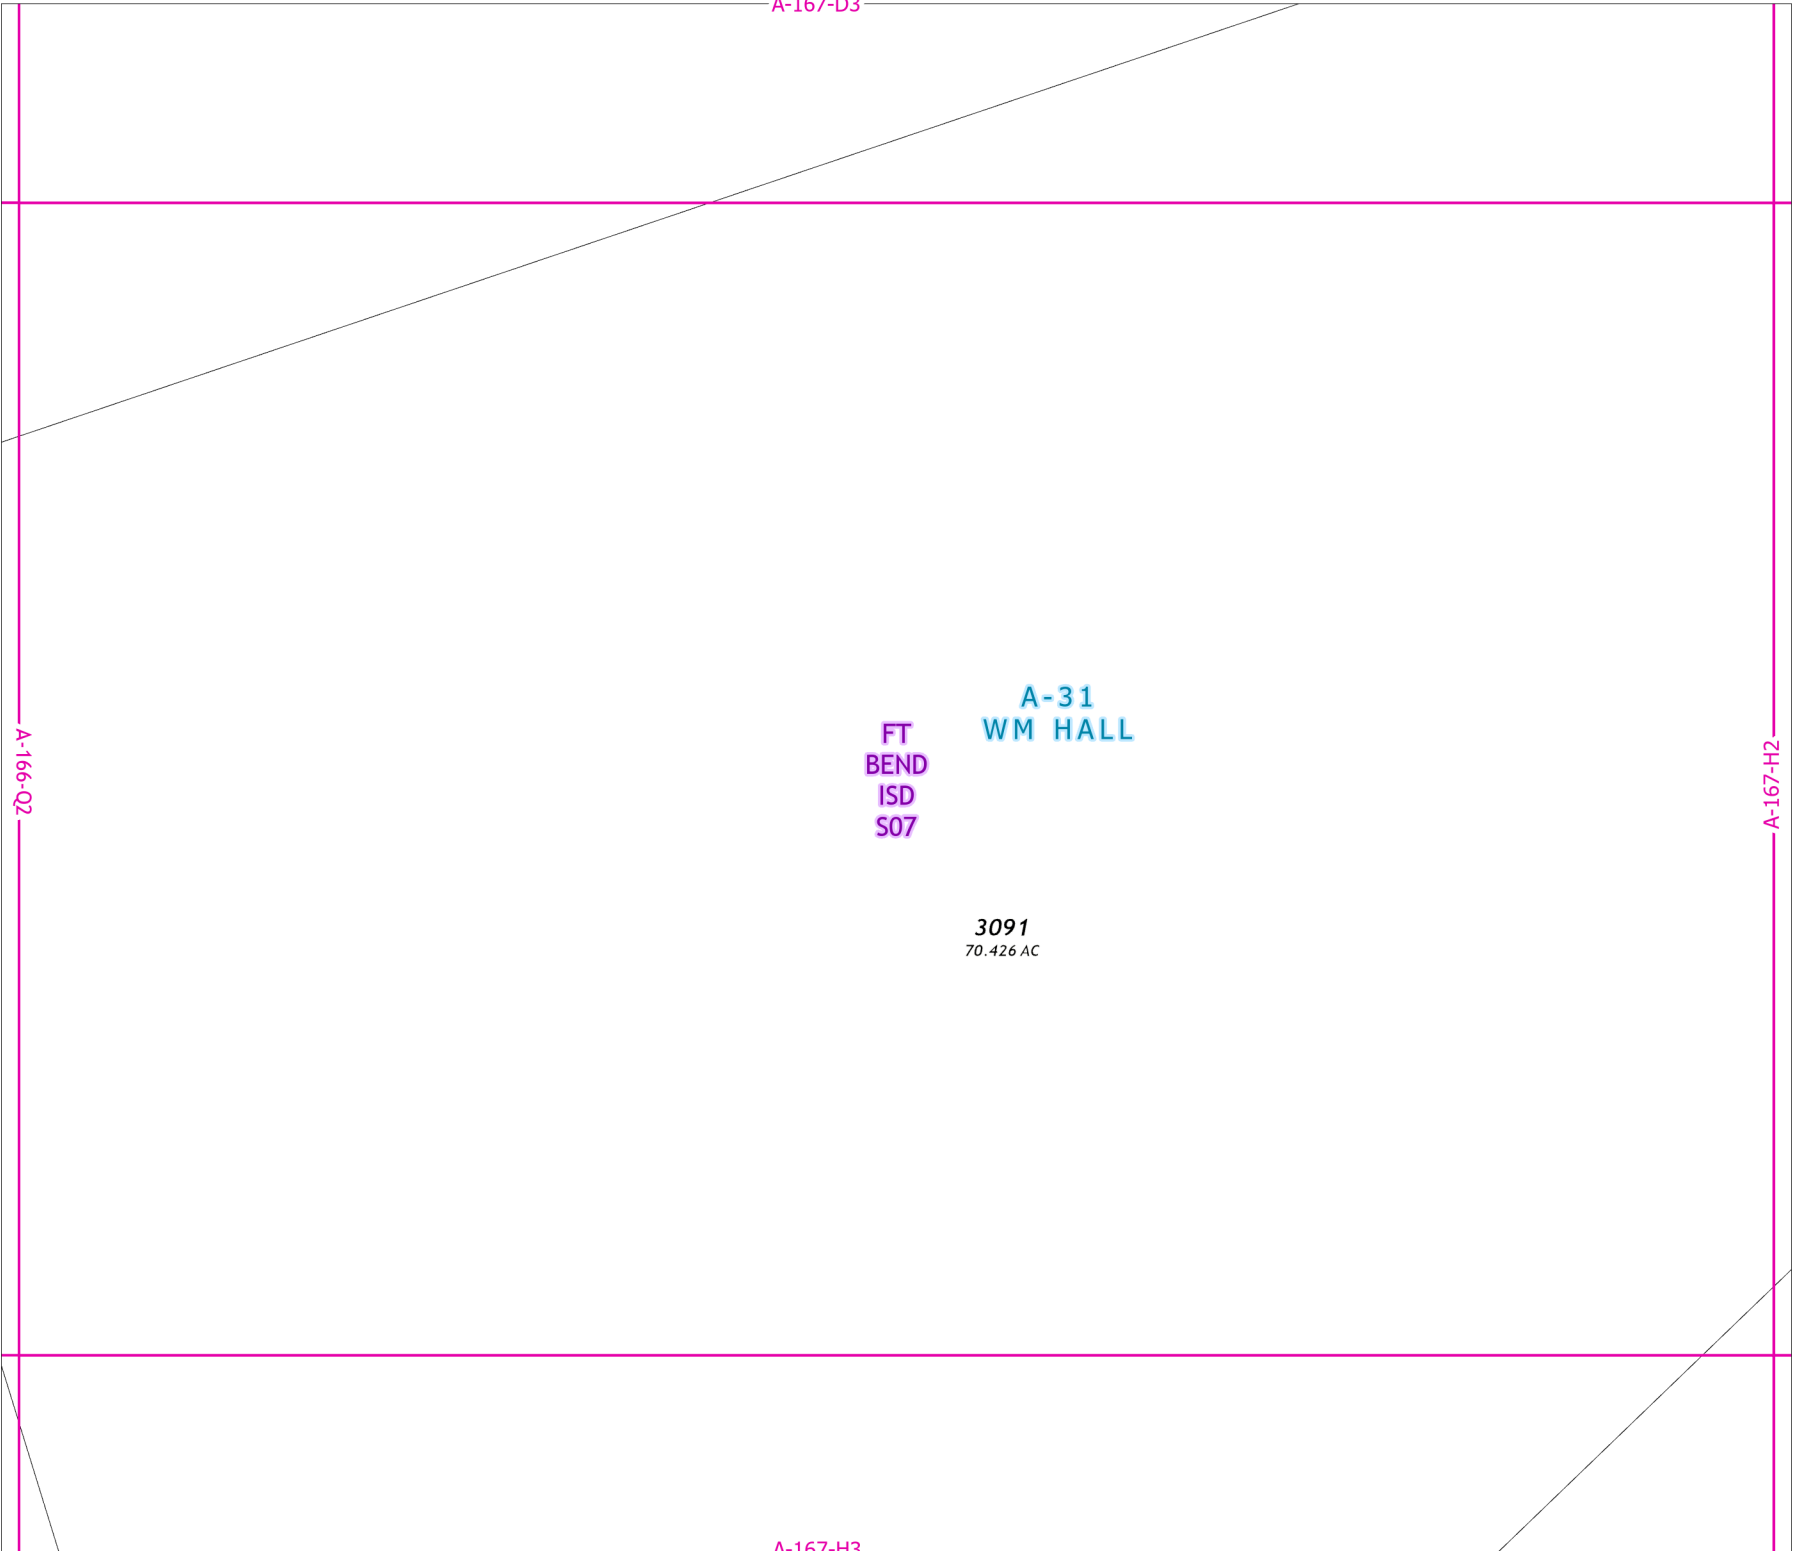 A-167-D3
A-31
WM HALL
FT
BEND
ISD
S07
A-166-Q2
A-167-H2
3091
70.426 AC
A-167-H3